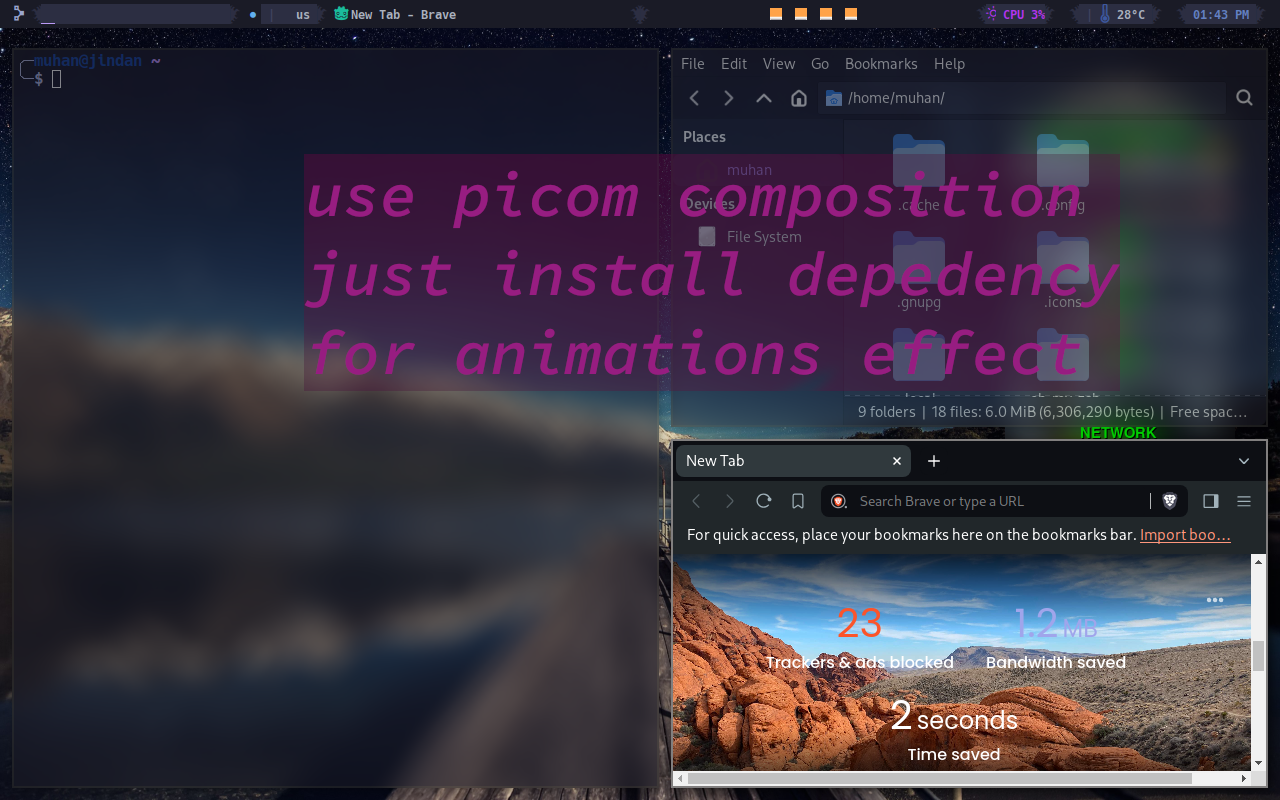 us
New Tab - Brave
CPU 3%
28°C
01:43 PM
muhan@jindan ~
$
use picom composition
just install depedency
for animations effect
File Edit View Go Bookmarks Help
/home/muhan/
Places
muhan
Devices
File System
.cache .config
.gnupg .icons
9 folders | 18 files: 6.0 MiB (6,306,290 bytes) | Free spac...
NETWORK
New Tab
Search Brave or type a URL
For quick access, place your bookmarks here on the bookmarks bar. Import boo...
23 1.2 MB
Trackers & ads blocked Bandwidth saved
2 seconds
Time saved